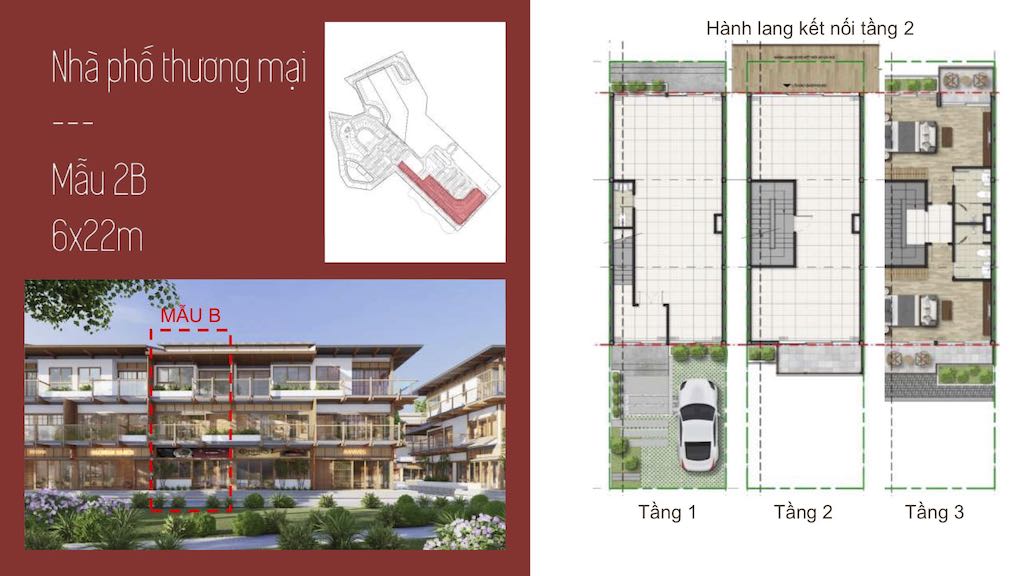 Nhà phố thương mại
---
Mẫu 2B
6x22m
MẪU B
Hành lang kết nối tầng 2
Tầng 1
Tầng 2
Tầng 3